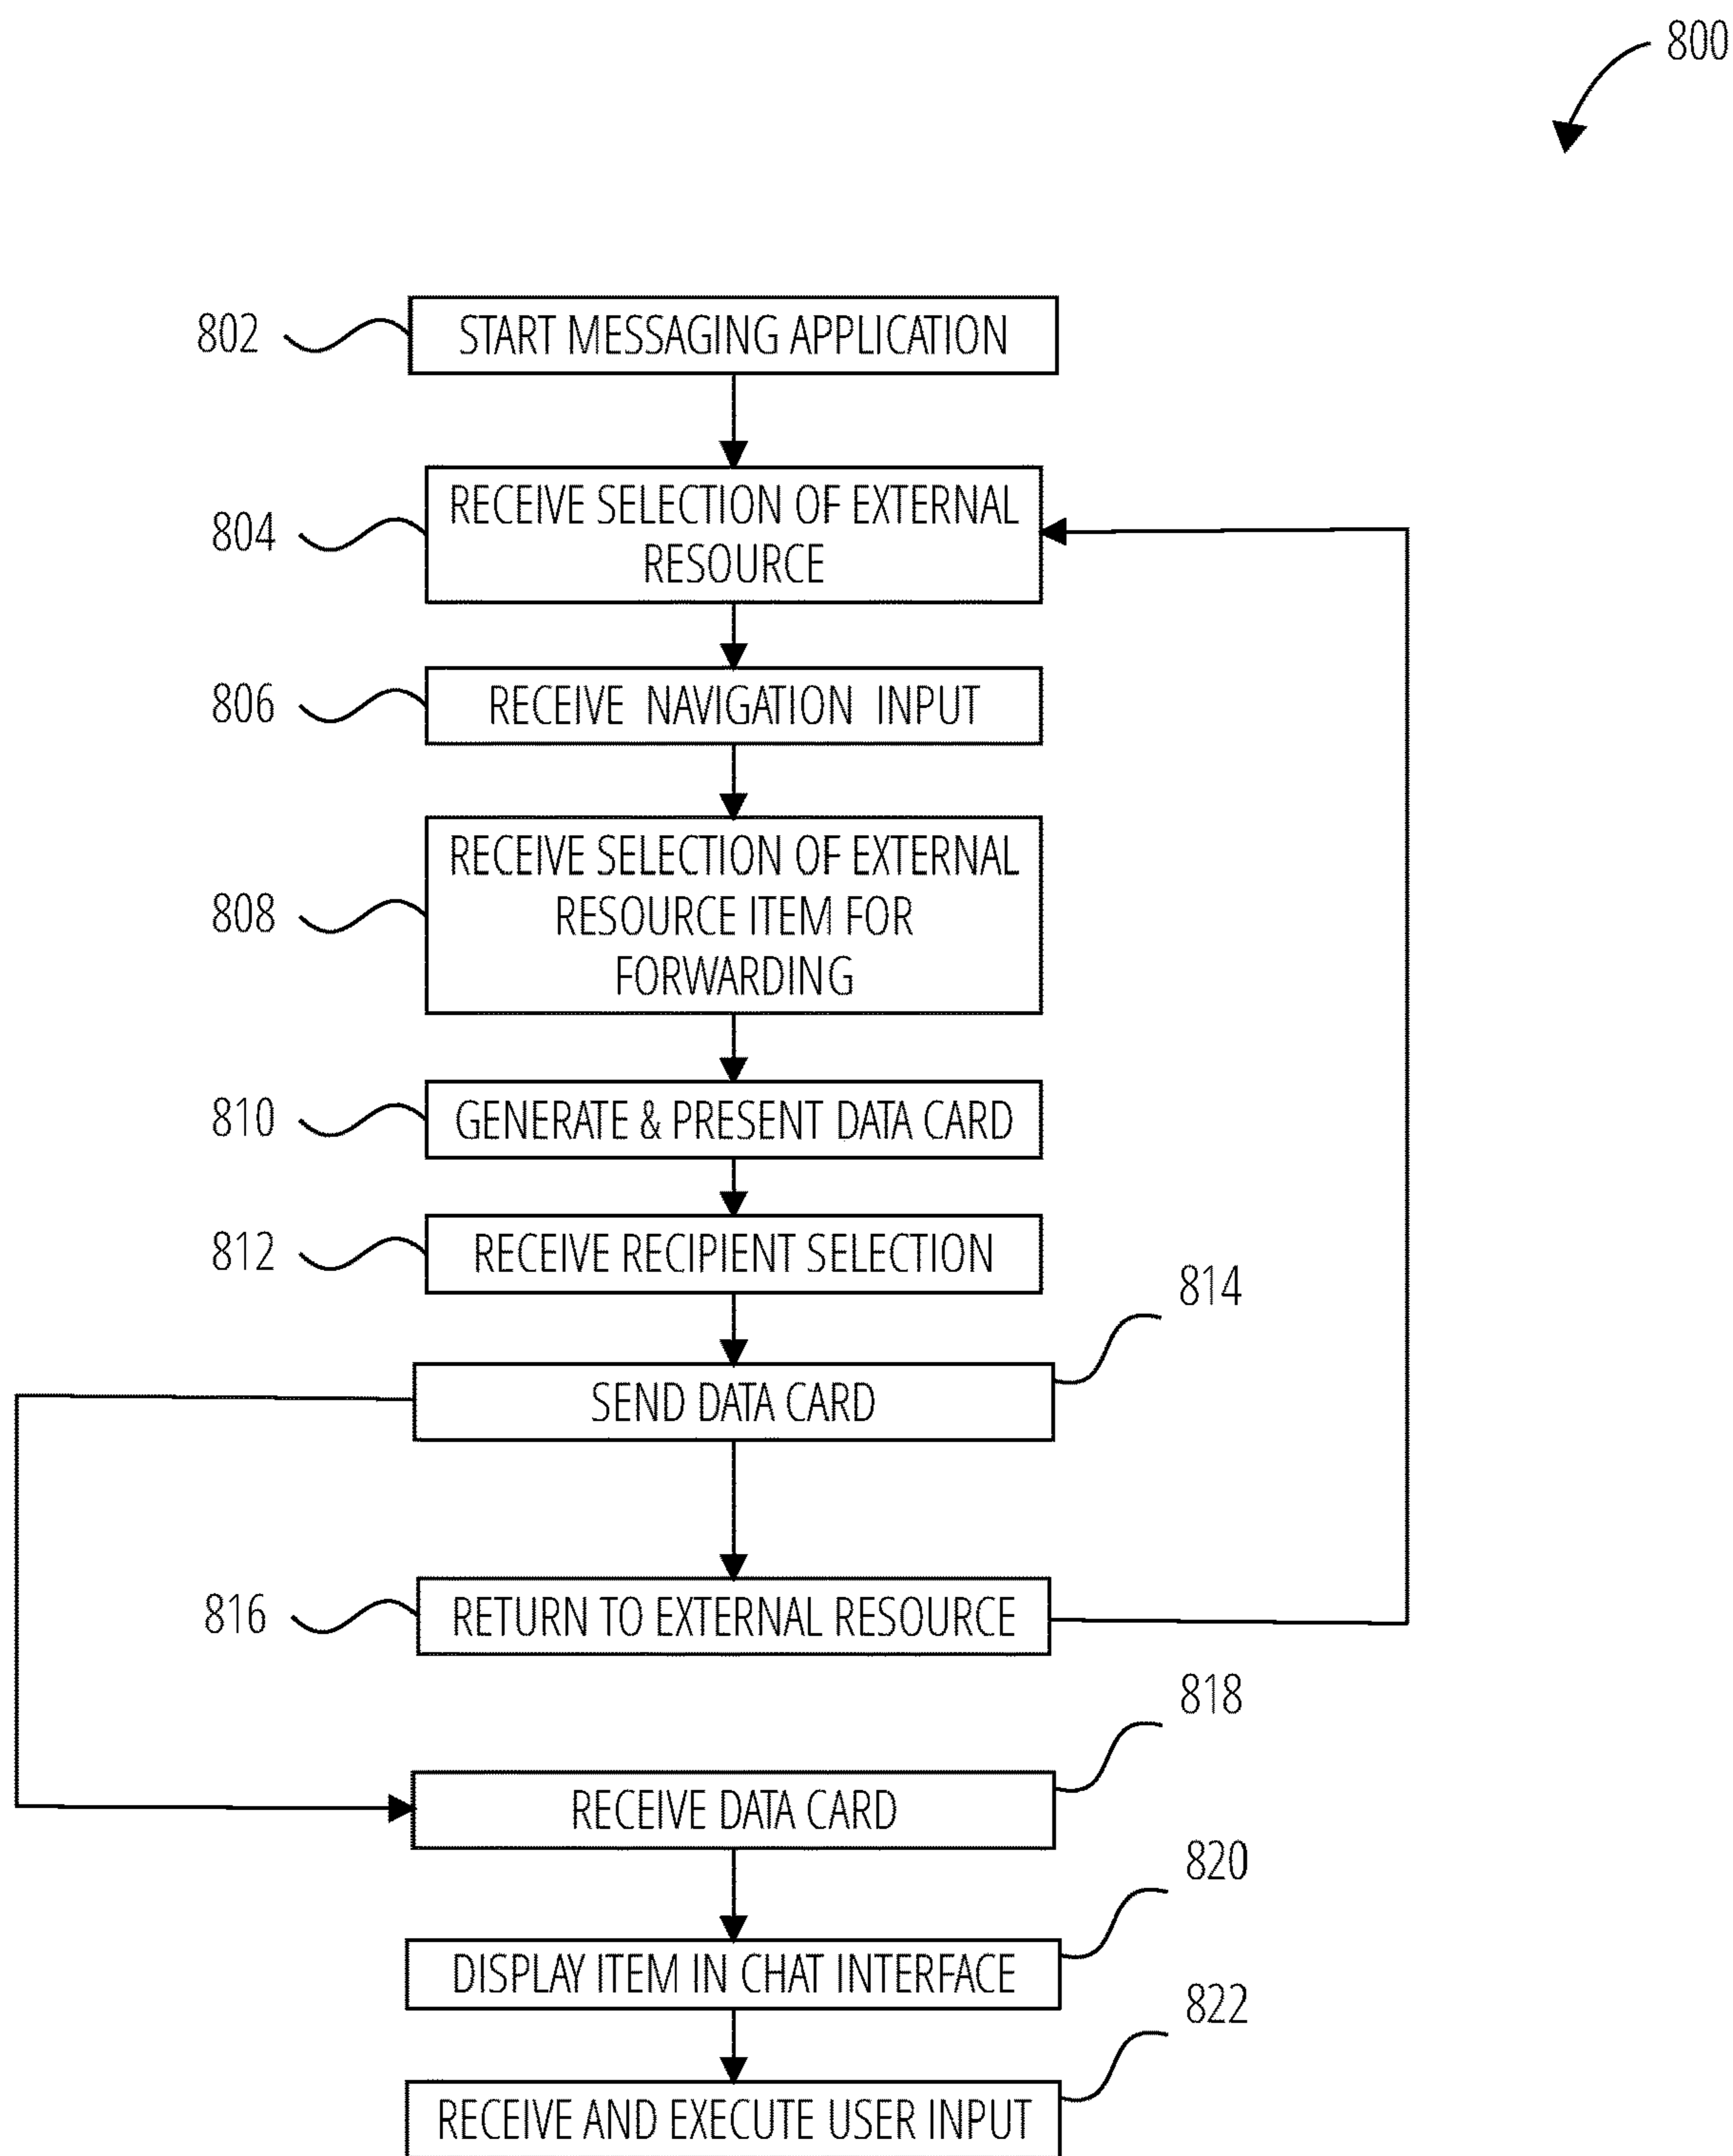 800
802
START MESSAGING APPLICATION
804
RECEIVE SELECTION OF EXTERNAL
RESOURCE
806
RECEIVE NAVIGATION INPUT
808
RECEIVE SELECTION OF EXTERNAL
RESOURCE ITEM FOR
FORWARDING
810
GENERATE & PRESENT DATA CARD
812
RECEIVE RECIPIENT SELECTION
814
SEND DATA CARD
816
RETURN TO EXTERNAL RESOURCE
818
RECEIVE DATA CARD
820
DISPLAY ITEM IN CHAT INTERFACE
822
RECEIVE AND EXECUTE USER INPUT